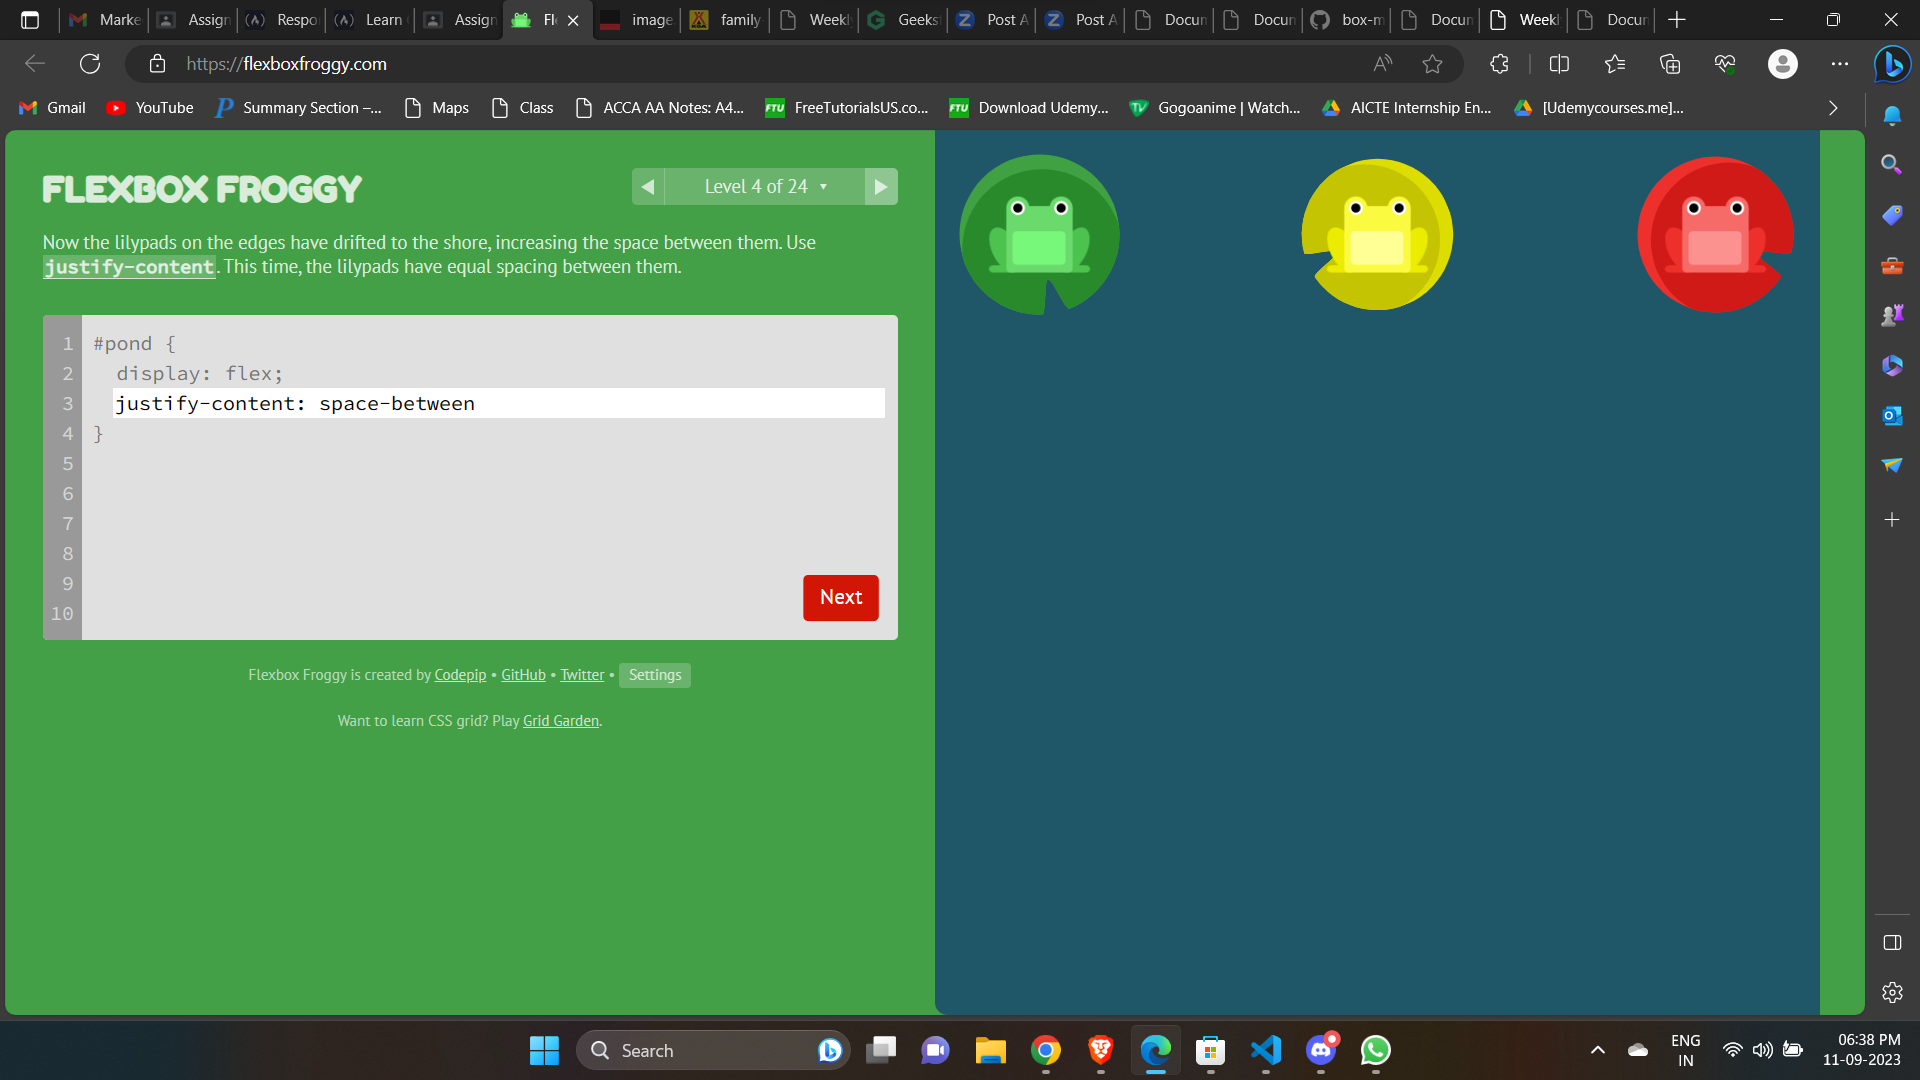 Marke
Assign
Respo
Learn
Assign
Fle
image
family
Weekl
Geeks
Post A
Post A
Docum
Docum
box-m
Docum
Weekl
Docum
https://flexboxfroggy.com
Gmail
YouTube
Summary Section –...
Maps
Class
ACCA AA Notes: A4...
FreeTutorialsUS.co...
Download Udemy...
Gogoanime | Watch...
AICTE Internship En...
[Udemycourses.me]...
FLEXBOX FROGGY
Level 4 of 24 ▾
Now the lilypads on the edges have drifted to the shore, increasing the space between them. Use
justify-content. This time, the lilypads have equal spacing between them.
1 #pond {
2 display: flex;
3 justify-content: space-between
4 }
5
6
7
8
9
10
Next
Flexbox Froggy is created by Codepip • GitHub • Twitter • Settings
Want to learn CSS grid? Play Grid Garden.
Search
ENG
IN
06:38 PM
11-09-2023